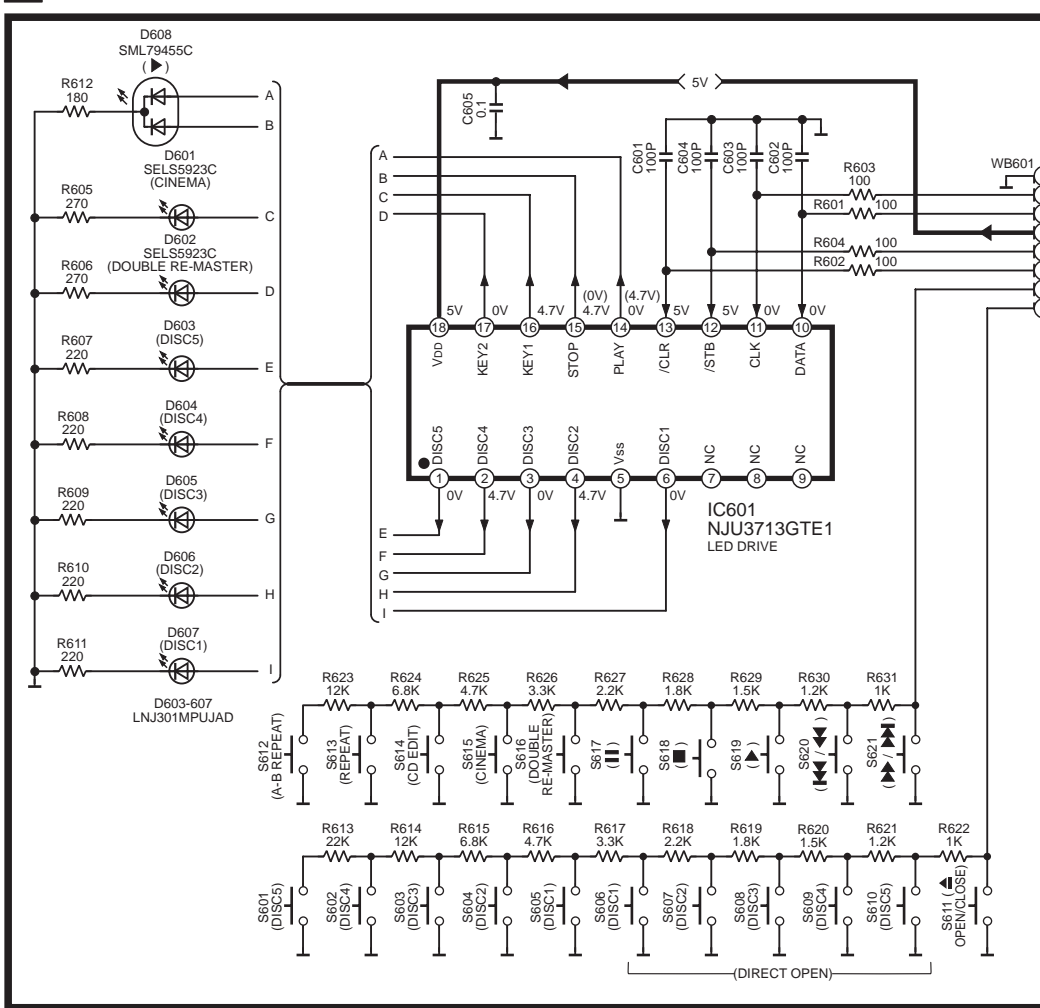 D608
SML79455C
( ▶ )
R612
180
A
B
D601
SELS5923C
(CINEMA)
R605
270
C
D602
SELS5923C
(DOUBLE RE-MASTER)
R606
270
D
D603
(DISC5)
R607
220
E
D604
(DISC4)
R608
220
F
D605
(DISC3)
R609
220
G
D606
(DISC2)
R610
220
H
D607
(DISC1)
R611
220
I
D603-607
LNJ301MPUJAD
C605
0.1
5V
C601
100P
C604
100P
C603
100P
C602
100P
WB601
R603
100
R601
100
R604
100
R602
100
A
B
C
D
(0V)
(4.7V)
5V
0V
4.7V
4.7V
0V
5V
5V
0V
0V
18
17
16
15
14
13
12
11
10
VDD
KEY2
KEY1
STOP
PLAY
/CLR
/STB
CLK
DATA
DISC5
DISC4
DISC3
DISC2
Vss
DISC1
NC
NC
NC
1
2
3
4
5
6
7
8
9
0V
4.7V
0V
4.7V
0V
IC601
NJU3713GTE1
LED DRIVE
E
F
G
H
I
R623
12K
R624
6.8K
R625
4.7K
R626
3.3K
R627
2.2K
R628
1.8K
R629
1.5K
R630
1.2K
R631
1K
S612
(A-B REPEAT)
S613
(REPEAT)
S614
(CD EDIT)
S615
(CINEMA)
S616
(DOUBLE
RE-MASTER)
S617
S618
S619
S620
S621
R613
22K
R614
12K
R615
6.8K
R616
4.7K
R617
3.3K
R618
2.2K
R619
1.8K
R620
1.5K
R621
1.2K
R622
1K
S601
(DISC5)
S602
(DISC4)
S603
(DISC3)
S604
(DISC2)
S605
(DISC1)
S606
(DISC1)
S607
(DISC2)
S608
(DISC3)
S609
(DISC4)
S610
(DISC5)
S611 (
OPEN/CLOSE)
(DIRECT OPEN)